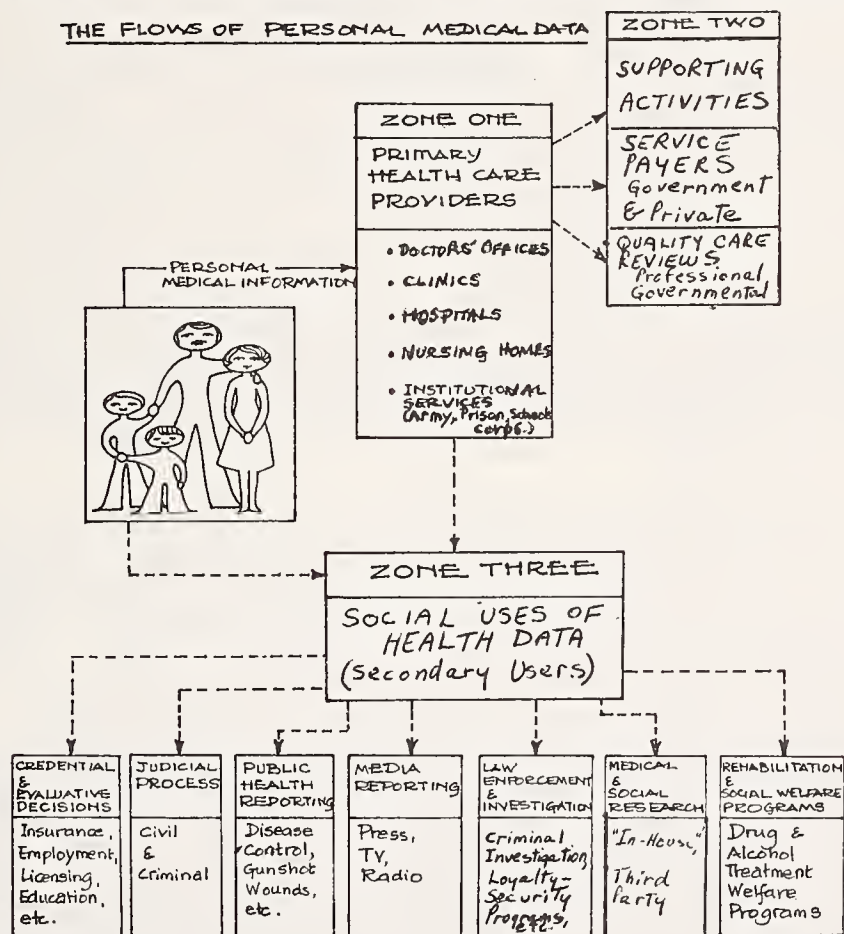 THE FLOWS OF PERSONAL MEDICAL DATA
ZONE TWO
SUPPORTING
ACTIVITIES
SERVICE
PAYERS
Government
& Private
QUALITY CARE
REVIEWS
Professional
Governmental
ZONE ONE
PRIMARY
HEALTH CARE
PROVIDERS
• DOCTORS' OFFICES
• CLINICS
• HOSPITALS
• NURSING HOMES
• INSTITUTIONAL
SERVICES
(Army, Prison, Schools
Corps.)
PERSONAL
MEDICAL INFORMATION
ZONE THREE
SOCIAL USES OF
HEALTH DATA
(Secondary Users)
CREDENTIAL
&
EVALUATIVE
DECISIONS
Insurance,
Employment,
Licensing,
Education,
etc.
JUDICIAL
PROCESS
Civil
&
Criminal
PUBLIC
HEALTH
REPORTING
Disease
Control,
Gunshot
Wounds,
etc.
MEDIA
REPORTING
Press,
TV,
Radio
LAW
ENFORCEMENT
&
INVESTIGATION
Criminal
Investigation,
Loyalty-
Security
Programs,
etc.
MEDICAL
&
SOCIAL
RESEARCH
"In-House,"
Third
Party
REHABILITATION
&
SOCIAL WELFARE
PROGRAMS
Drug &
Alcohol
Treatment
Welfare
Programs